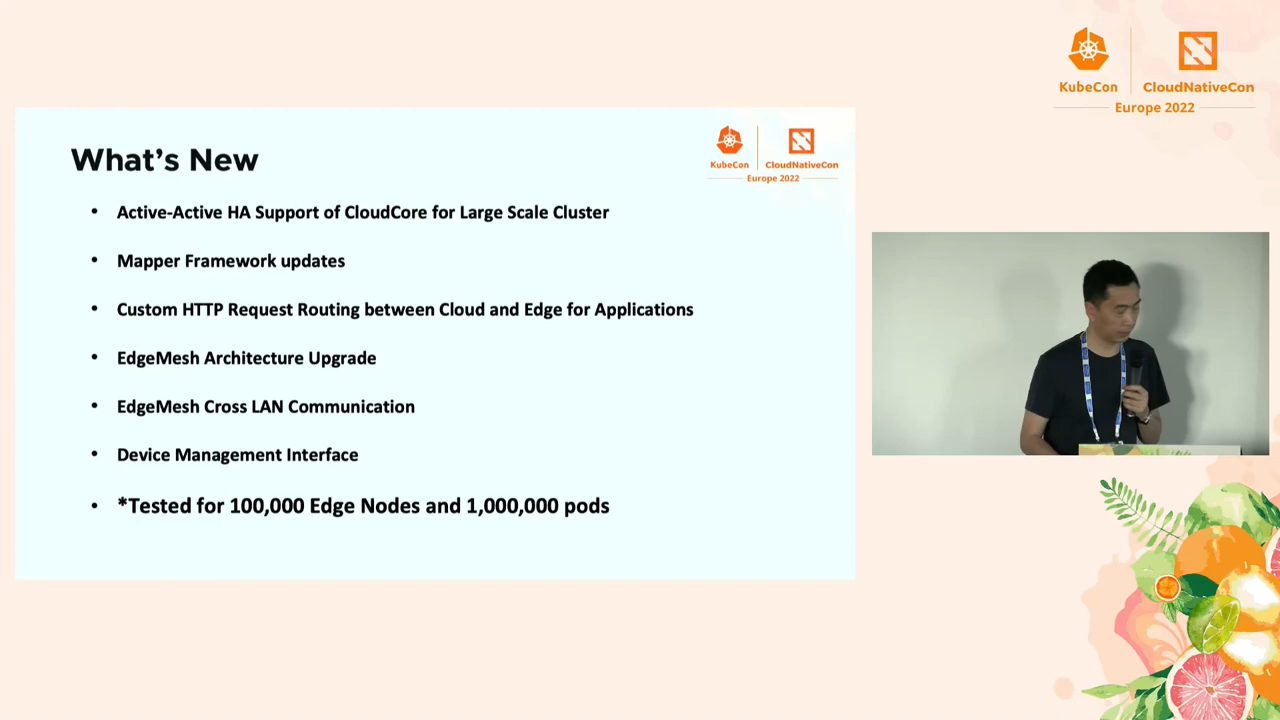 KubeCon
CloudNativeCon
Europe 2022
What's New
KubeCon
CloudNativeCon
Europe 2022
• Active-Active HA Support of CloudCore for Large Scale Cluster
• Mapper Framework updates
• Custom HTTP Request Routing between Cloud and Edge for Applications
• EdgeMesh Architecture Upgrade
• EdgeMesh Cross LAN Communication
• Device Management Interface
• *Tested for 100,000 Edge Nodes and 1,000,000 pods